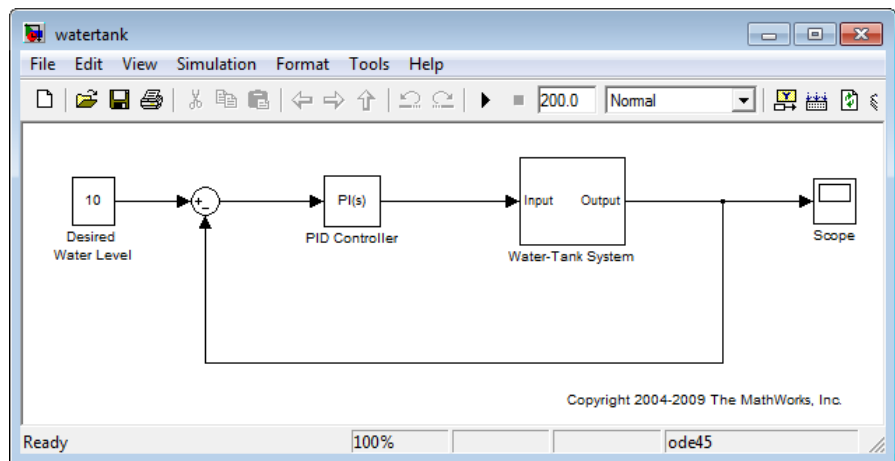 watertank
File Edit View Simulation Format Tools Help
200.0 Normal
10
+
-
PI(s)
Input Output
Desired
Water Level
PID Controller
Water-Tank System
Scope
Copyright 2004-2009 The MathWorks, Inc.
Ready 100% ode45